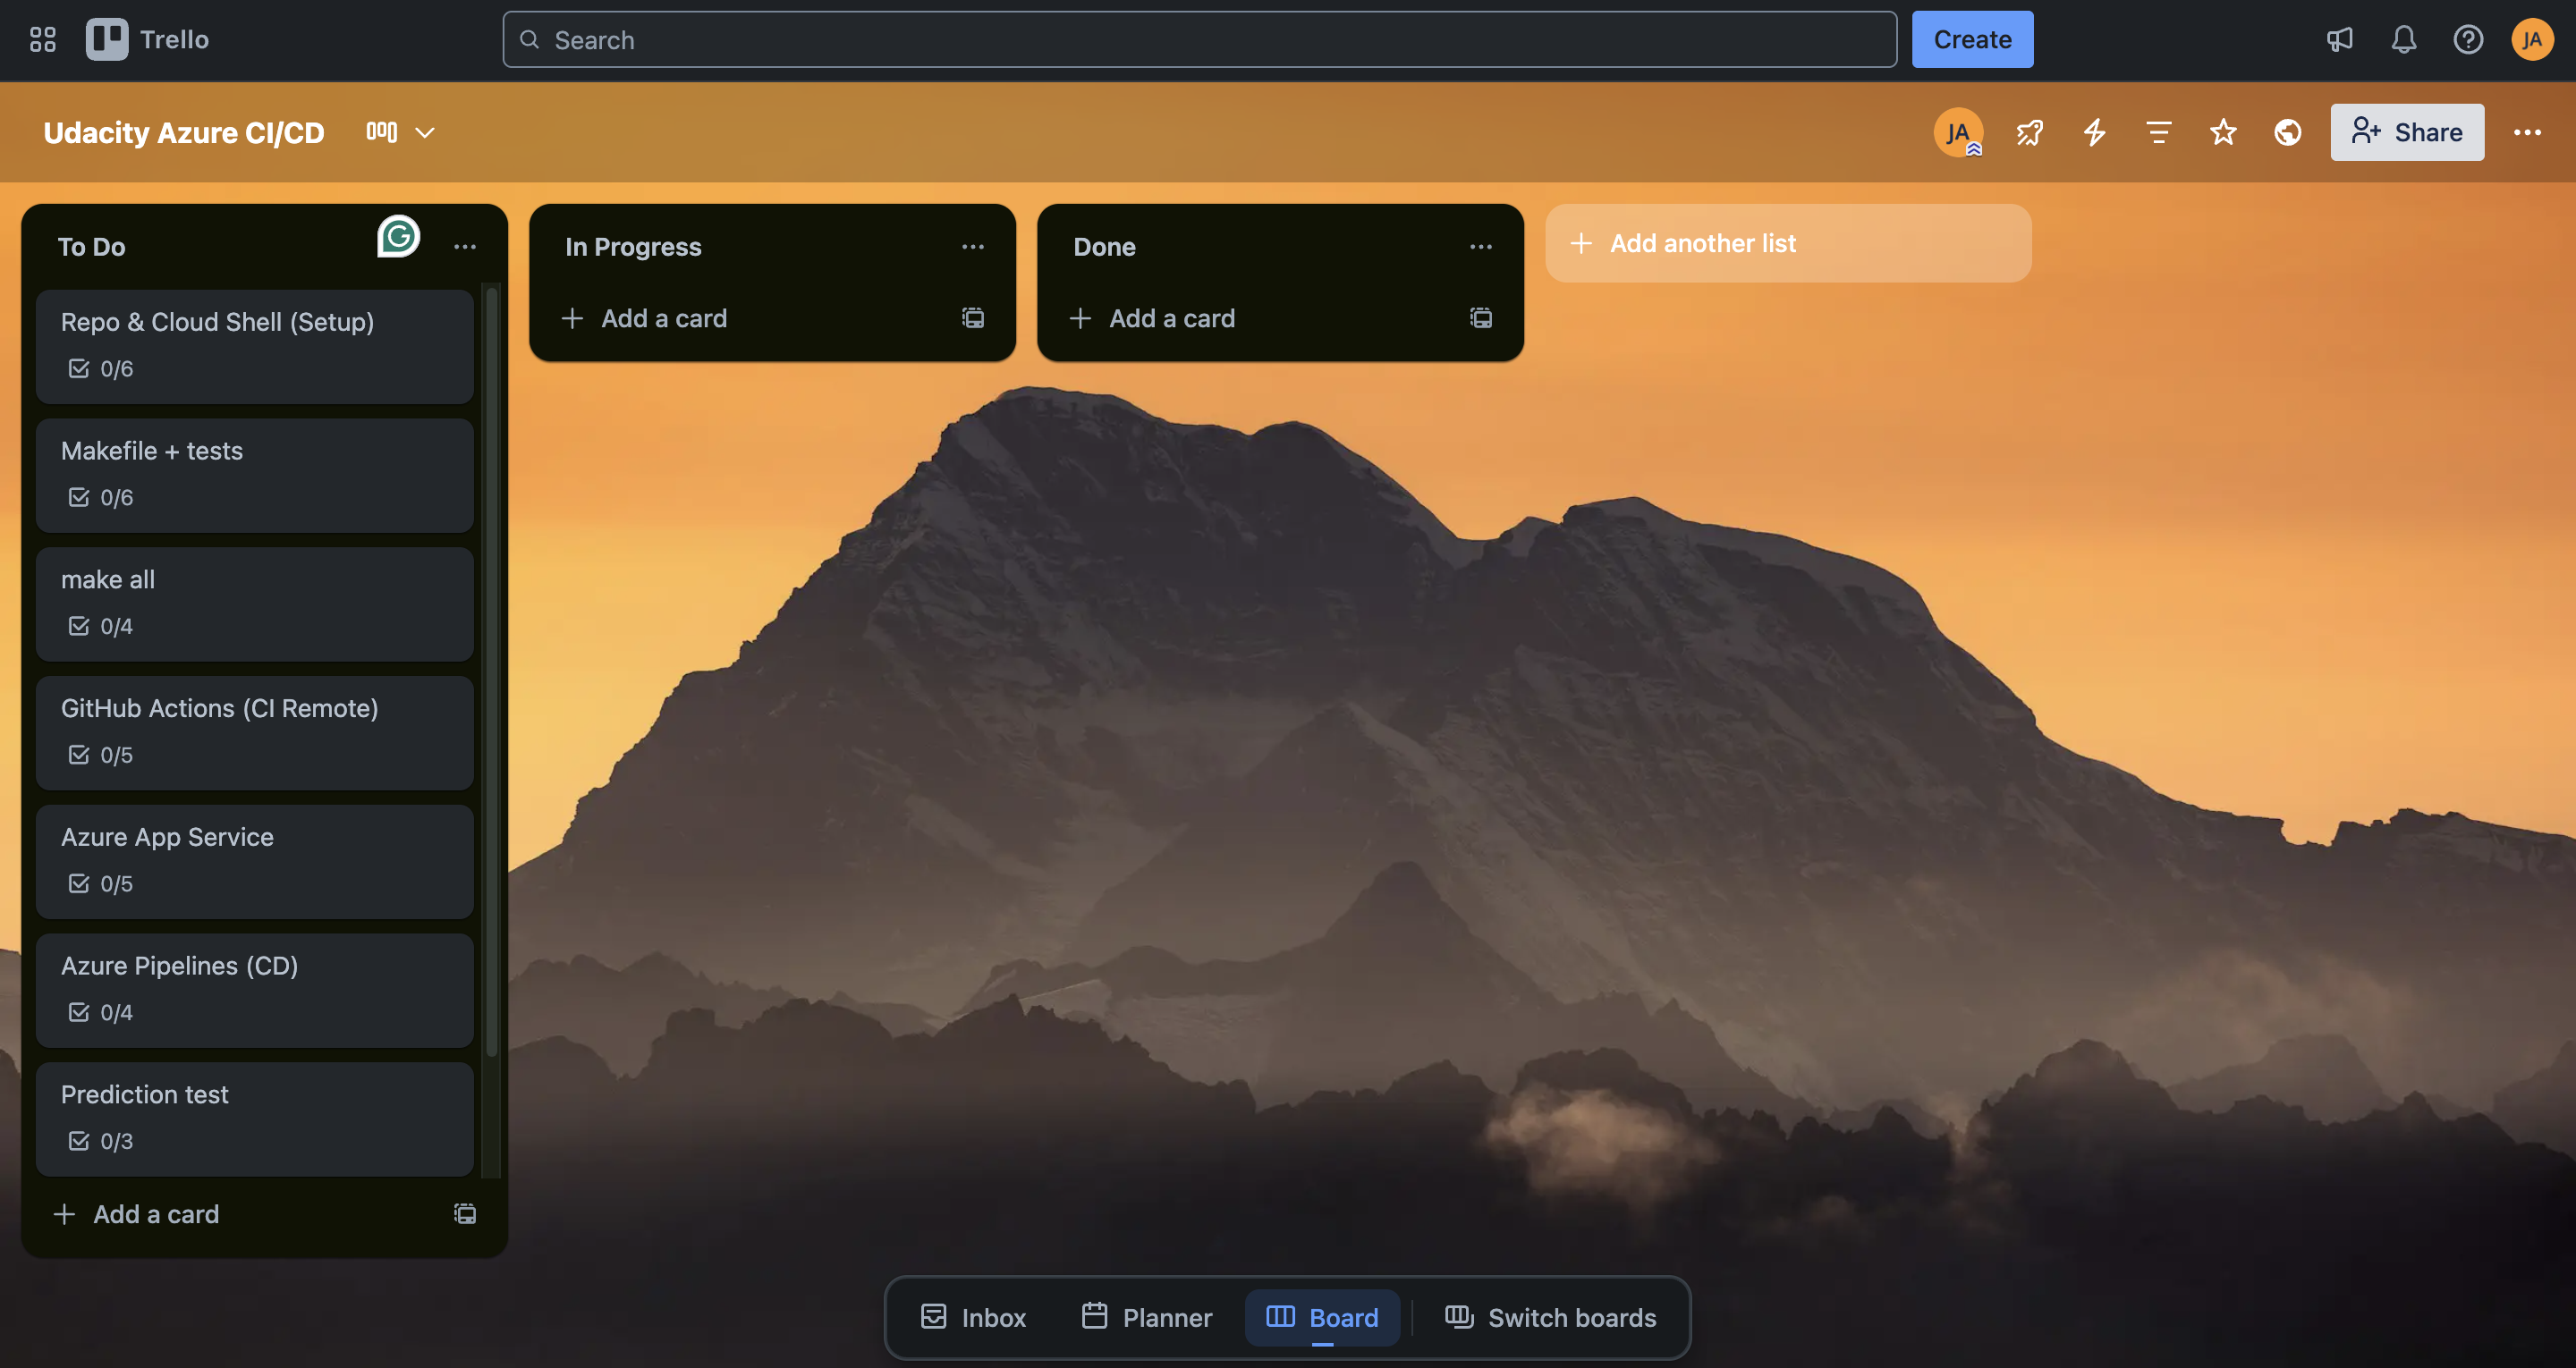 Trello
Search
Create
JA
Udacity Azure CI/CD
JA
Share
To Do
Repo & Cloud Shell (Setup)
0/6
Makefile + tests
0/6
make all
0/4
GitHub Actions (CI Remote)
0/5
Azure App Service
0/5
Azure Pipelines (CD)
0/4
Prediction test
0/3
Add a card
In Progress
Add a card
Done
Add a card
Add another list
Inbox
Planner
Board
Switch boards